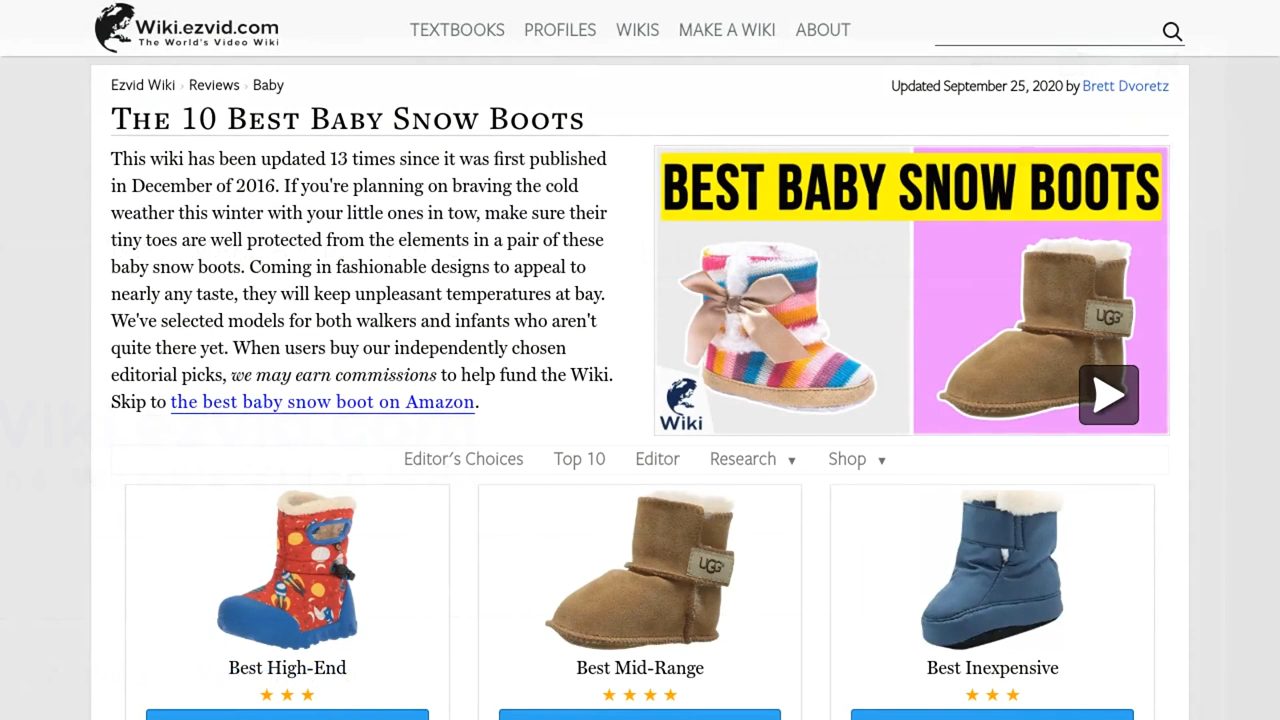 Wiki.ezvid.com
The World's Video Wiki
TEXTBOOKS PROFILES WIKIS MAKE A WIKI ABOUT
Ezvid Wiki › Reviews › Baby
Updated September 25, 2020 by Brett Dvoretz
The 10 Best Baby Snow Boots
This wiki has been updated 13 times since it was first published
in December of 2016. If you're planning on braving the cold
weather this winter with your little ones in tow, make sure their
tiny toes are well protected from the elements in a pair of these
baby snow boots. Coming in fashionable designs to appeal to
nearly any taste, they will keep unpleasant temperatures at bay.
We've selected models for both walkers and infants who aren't
quite there yet. When users buy our independently chosen
editorial picks, we may earn commissions to help fund the Wiki.
Skip to the best baby snow boot on Amazon.
BEST BABY SNOW BOOTS
UGG
Wiki
Editor's Choices Top 10 Editor Research ▼ Shop ▼
UGG
Best High-End
Best Mid-Range
Best Inexpensive